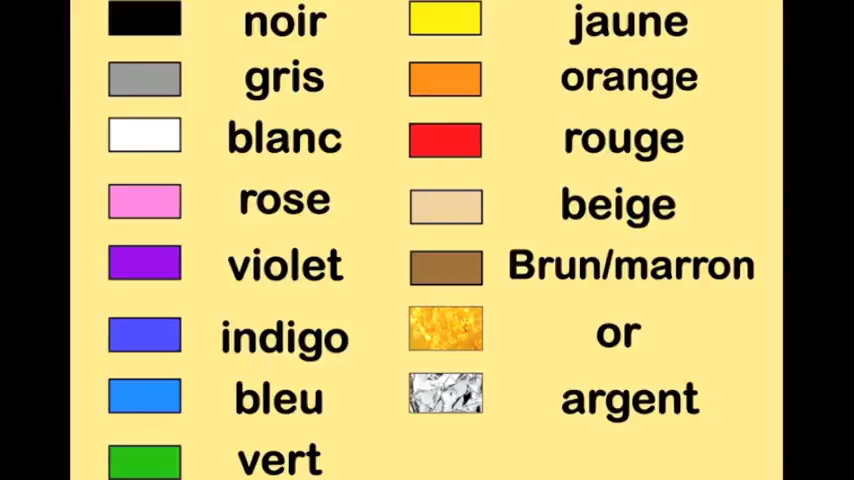 noir
gris
blanc
rose
violet
indigo
bleu
vert
jaune
orange
rouge
beige
Brun/marron
or
argent